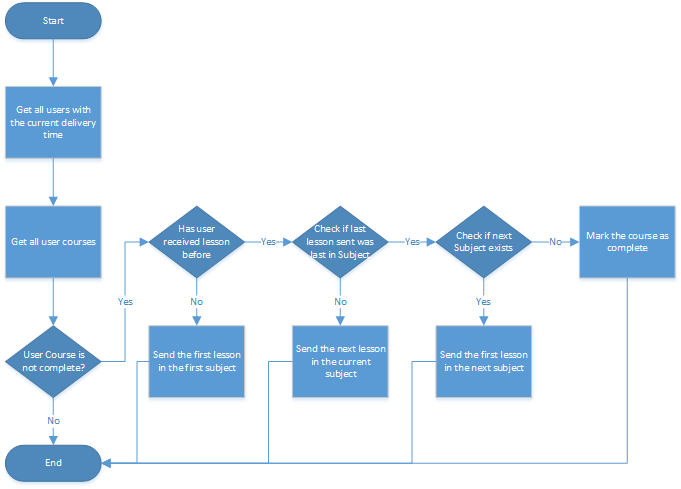 Start
Get all users with
the current delivery
time
Get all user courses
Has user
received lesson
before
Yes
Check if last
lesson sent was
last in Subject
Yes
Check if next
Subject exists
No
Mark the course as
complete
Yes
No
No
Yes
User Course is
not complete?
Send the first lesson
in the first subject
Send the next lesson
in the current
subject
Send the first lesson
in the next subject
No
End